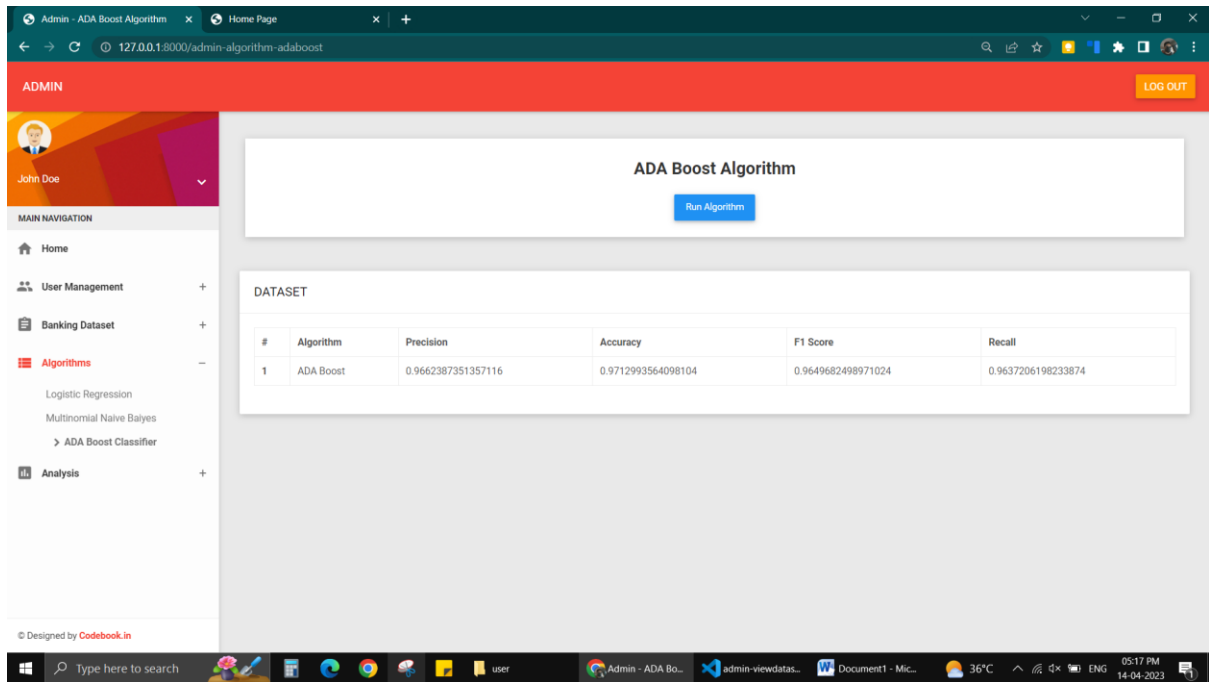 Admin - ADA Boost Algorithm
Home Page
127.0.0.1:8000/admin-algorithm-adaboost
ADMIN
LOG OUT
John Doe
MAIN NAVIGATION
Home
User Management +
Banking Dataset +
Algorithms –
Logistic Regression
Multinomial Naive Baiyes
ADA Boost Classifier
Analysis +
© Designed by Codebook.in
ADA Boost Algorithm
Run Algorithm
DATASET
# Algorithm Precision Accuracy F1 Score Recall
1 ADA Boost 0.9662387351357116 0.9712993564098104 0.9649682498971024 0.9637206198233874
Type here to search
user
Admin - ADA Bo...
admin-viewdatas...
Document1 - Mic...
36°C
ENG
05:17 PM
14-04-2023
1